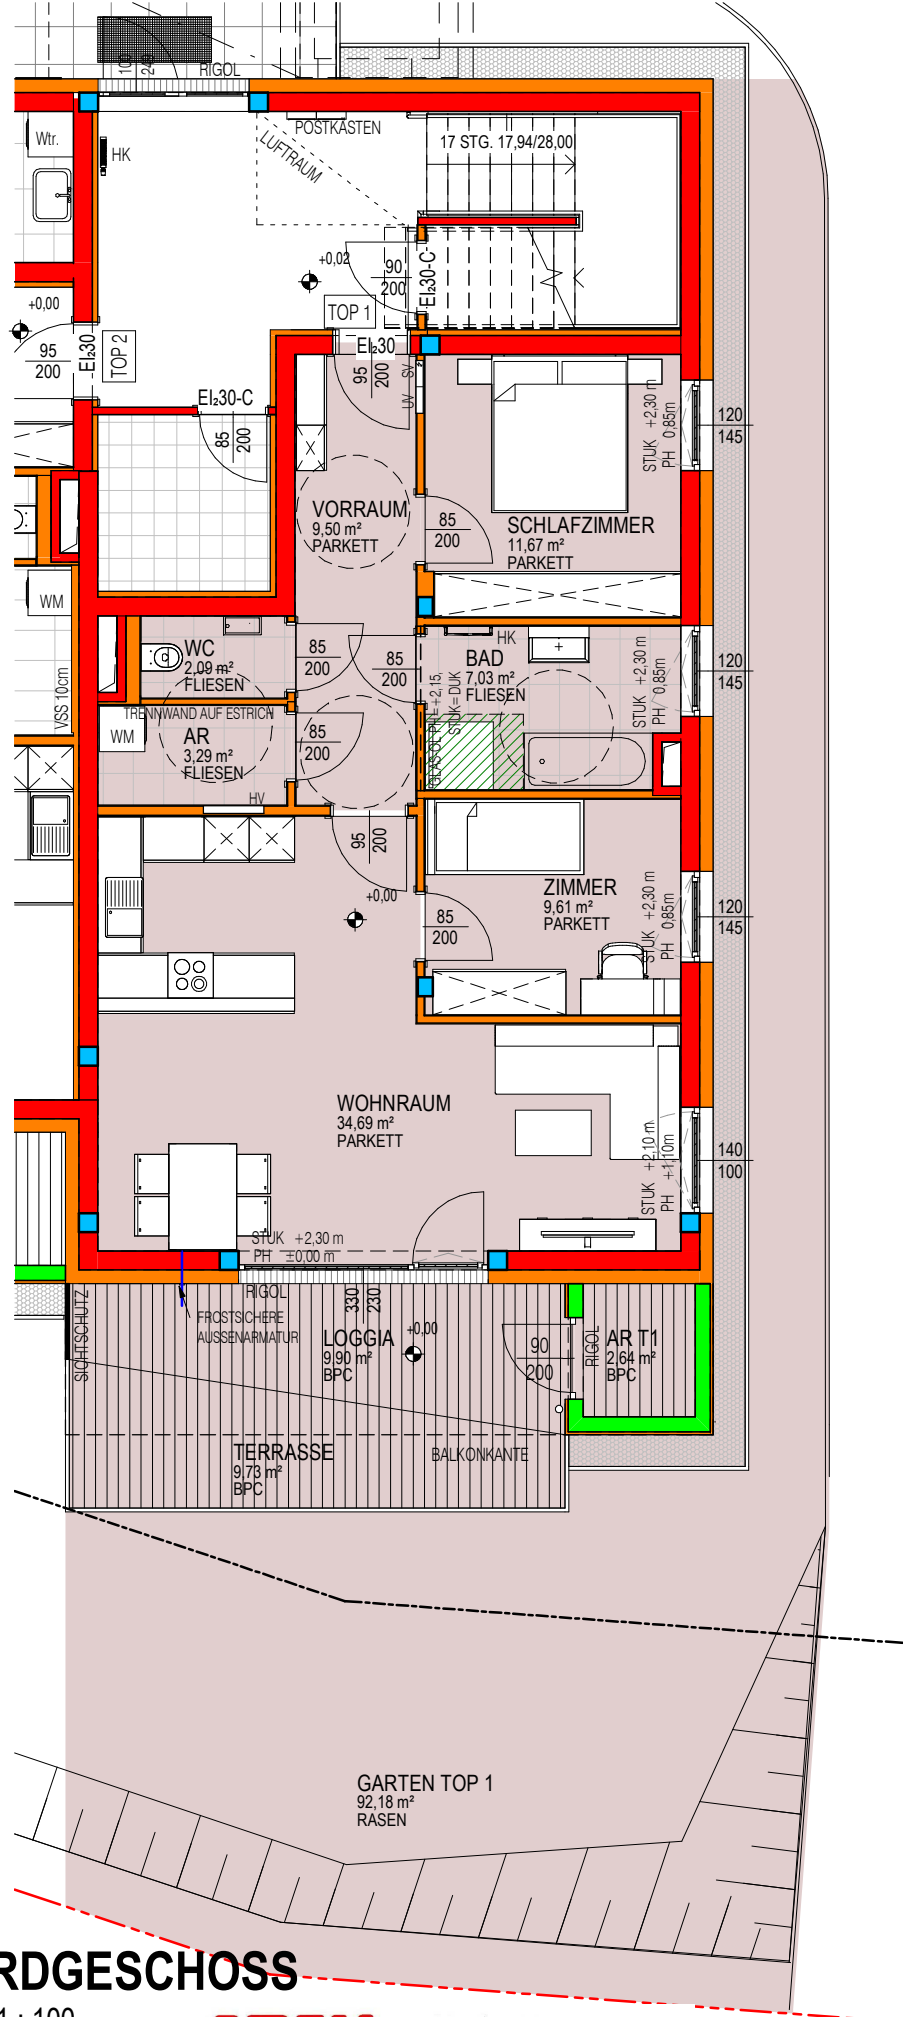 100
240
RIGOL
Wtr.
HK
POSTKASTEN
LUFTRAUM
17 STG. 17,94/28,00
+0,02
90
200
EI₂30-C
+0,00
TOP 1
95
200
EI₂30
TOP 2
EI₂30
95
200
SV
UV
EI₂30-C
85
200
STUK +2,30 m
PH 0,85m
120
145
VORRAUM
9,50 m²
PARKETT
85
200
SCHLAFZIMMER
11,67 m²
PARKETT
WM
VSS 10cm
WC
2,09 m²
FLIESEN
85
200
85
200
HK
BAD
7,03 m²
FLIESEN
STUK +2,30 m
PH 0,85m
120
145
TRENNWAND AUF ESTRICH
WM
AR
3,29 m²
FLIESEN
85
200
STUK=DUK
HV
95
200
+0,00
ZIMMER
9,61 m²
PARKETT
85
200
STUK +2,30 m
PH 0,85m
120
145
WOHNRAUM
34,69 m²
PARKETT
STUK +2,10 m
PH +1,10m
140
100
STUK +2,30 m
PH ±0,00 m
RIGOL
330
230
SICHTSCHUTZ
FROSTSICHERE
AUSSENARMATUR
LOGGIA
9,90 m²
BPC
+0,00
90
200
RIGOL
AR T1
2,64 m²
BPC
TERRASSE
9,73 m²
BPC
BALKONKANTE
GARTEN TOP 1
92,18 m²
RASEN
RDGESCHOSS
1 : 100